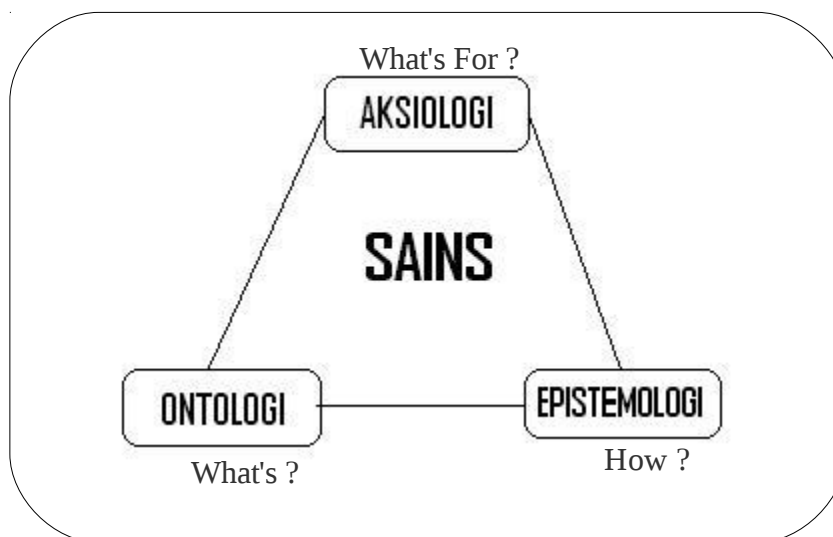 What's For ?
AKSIOLOGI
SAINS
ONTOLOGI
EPISTEMOLOGI
What's ?
How ?